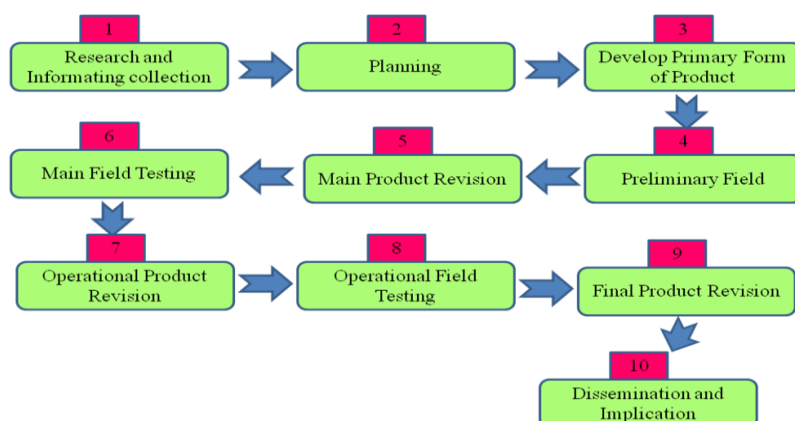 1
Research and
Informating collection
2
Planning
3
Develop Primary Form
of Product
4
Preliminary Field
5
Main Product Revision
6
Main Field Testing
7
Operational Product
Revision
8
Operational Field
Testing
9
Final Product Revision
10
Dissemination and
Implication